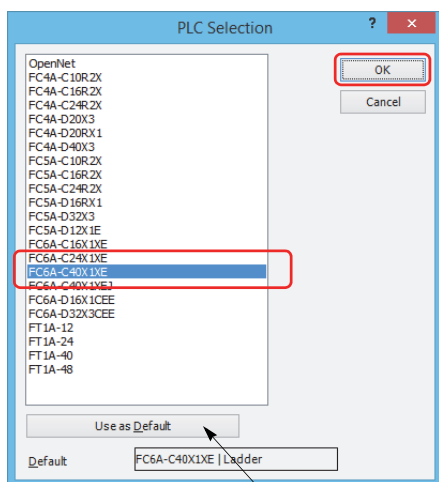 PLC Selection
?
×
OpenNet
FC4A-C10R2X
FC4A-C16R2X
FC4A-C24R2X
FC4A-D20X3
FC4A-D20RX1
FC4A-D40X3
FC5A-C10R2X
FC5A-C16R2X
FC5A-C24R2X
FC5A-D16RX1
FC5A-D32X3
FC5A-D12X1E
FC6A-C16X1XE
FC6A-C24X1XE
FC6A-C40X1XE
FC6A-C40X1XEJ
FC6A-D16X1CEE
FC6A-D32X3CEE
FT1A-12
FT1A-24
FT1A-40
FT1A-48
OK
Cancel
Use as Default
Default
FC6A-C40X1XE | Ladder